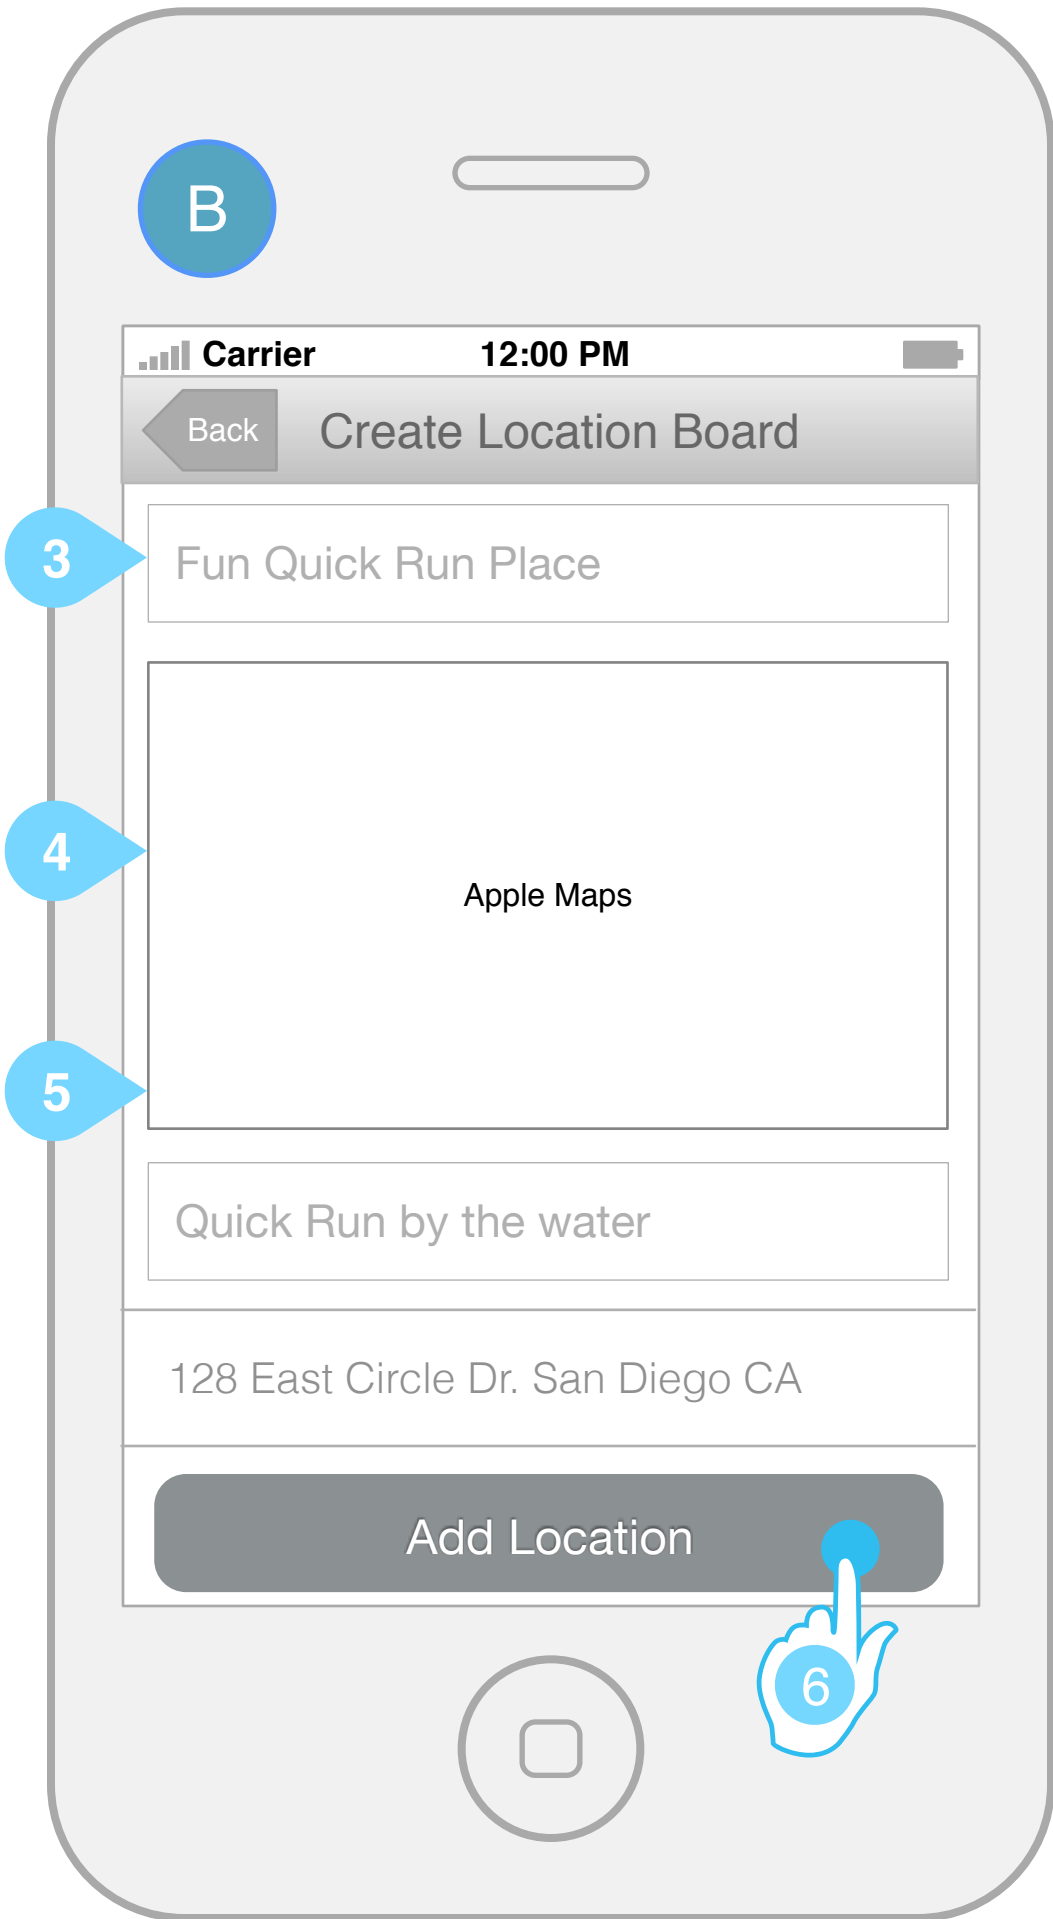 B
Carrier 12:00 PM
Back Create Location Board
3
Fun Quick Run Place
4
Apple Maps
5
Quick Run by the water
128 East Circle Dr. San Diego CA
Add Location
6